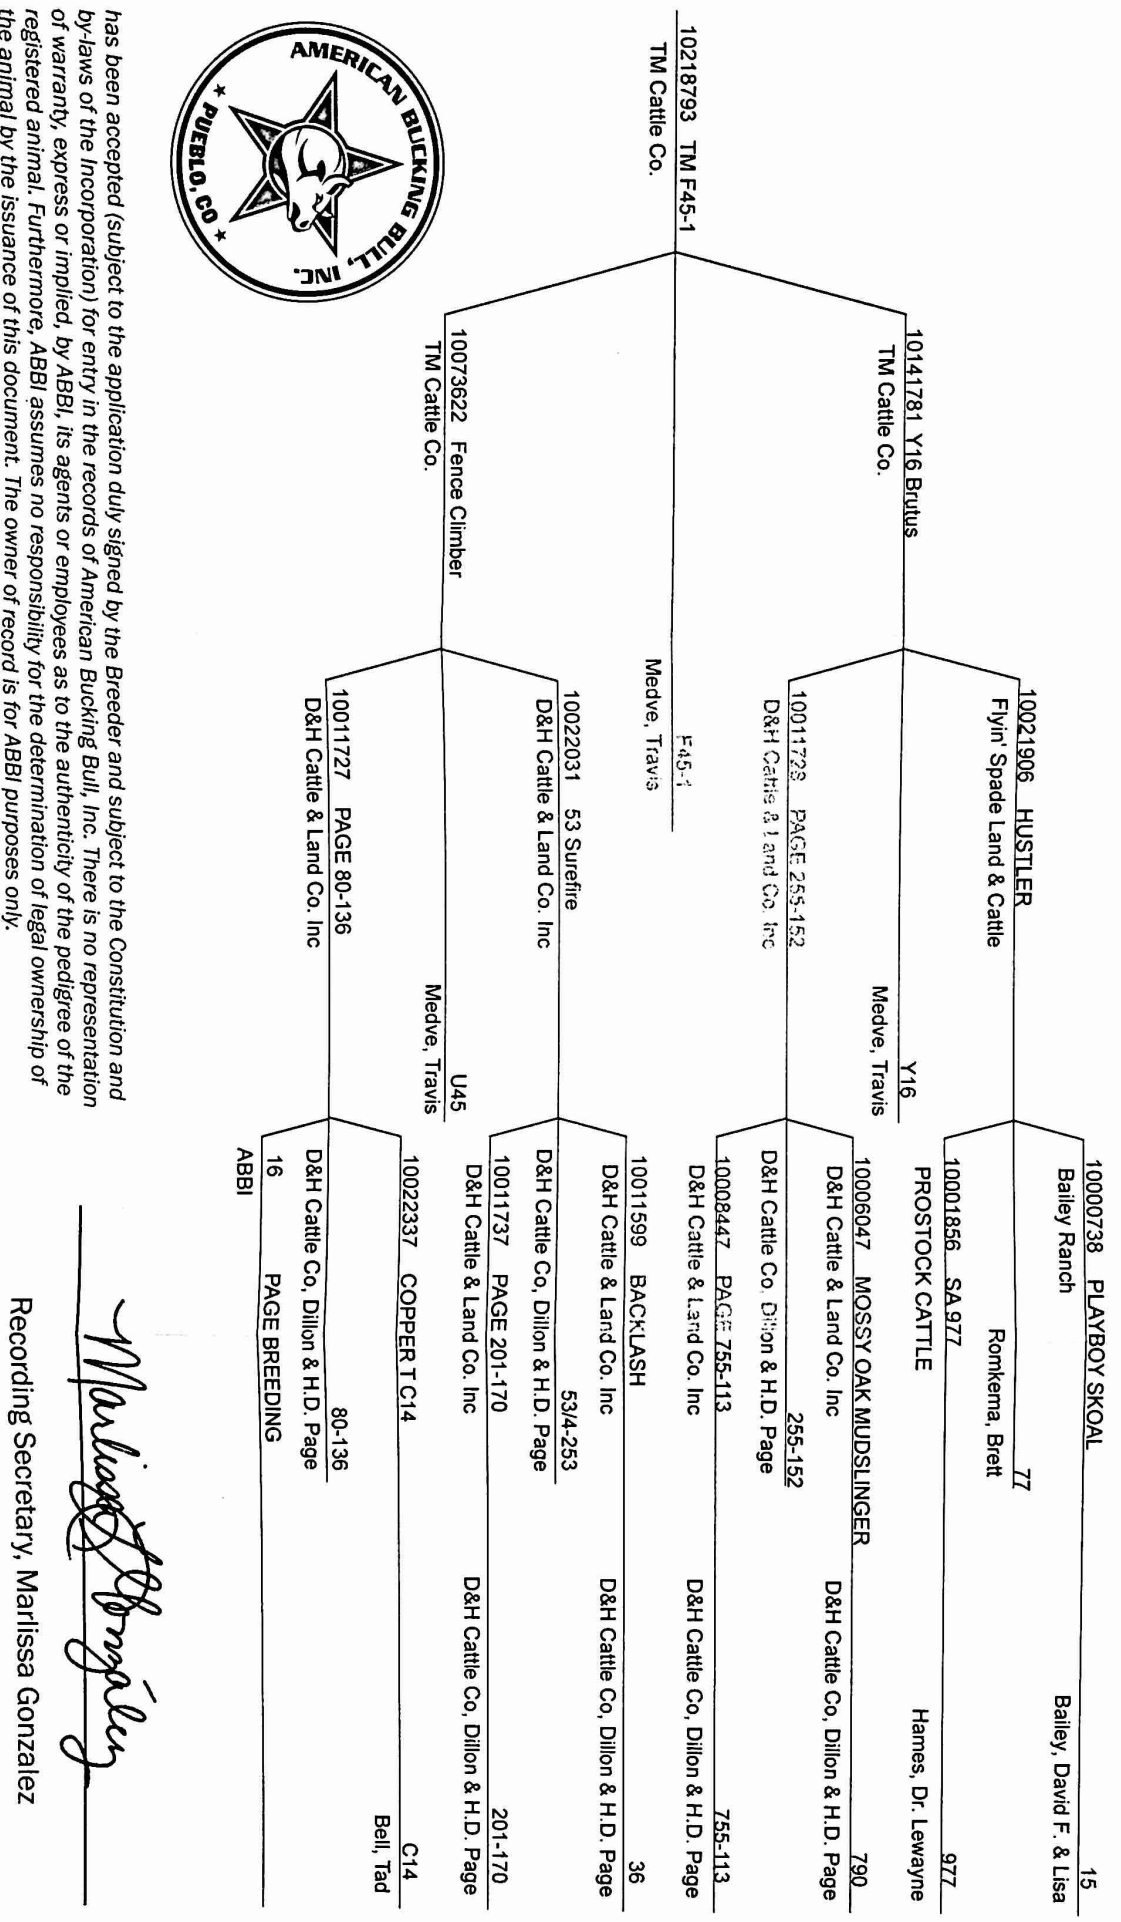 10000738 PLAYBOY SKOAL 15
Bailey Ranch Bailey, David F. & Lisa
10021906 HUSTLER 77
Flyin' Spade Land & Cattle Romkema, Brett
10001856 SA 977 977
PROSTOCK CATTLE Hames, Dr. Lewayne
10141781 Y16 Brutus Y16
TM Cattle Co. Medve, Travis
10006047 MOSSY OAK MUDSLINGER 790
D&H Cattle & Land Co. Inc D&H Cattle Co, Dillon & H.D. Page
PAGE 255-152 255-152
D&H Cattle & Land Co. Inc D&H Cattle Co, Dillon & H.D. Page
10008447 PAGE 755-113 755-113
D&H Cattle & Land Co. Inc D&H Cattle Co, Dillon & H.D. Page
10218793 TM F45-1 F45-1
TM Cattle Co. Medve, Travis
10011599 BACKLASH 36
D&H Cattle & Land Co. Inc D&H Cattle Co, Dillon & H.D. Page
10022031 53 Surefire 53/4-253
D&H Cattle & Land Co. Inc D&H Cattle Co, Dillon & H.D. Page
10011737 PAGE 201-170 201-170
D&H Cattle & Land Co. Inc D&H Cattle Co, Dillon & H.D. Page
10073622 Fence Climber U45
TM Cattle Co. Medve, Travis
10022337 COPPER T C14 C14
Bell, Tad
10011727 PAGE 80-136 80-136
D&H Cattle & Land Co. Inc D&H Cattle Co, Dillon & H.D. Page
16 PAGE BREEDING
ABBI
AMERICAN BUCKING BULL, INC.
★ PUEBLO, CO ★
has been accepted (subject to the application duly signed by the Breeder and subject to the Constitution and
by-laws of the Incorporation) for entry in the records of American Bucking Bull, Inc. There is no representation
of warranty, express or implied, by ABBI, its agents or employees as to the authenticity of the pedigree of the
registered animal. Furthermore, ABBI assumes no responsibility for the determination of legal ownership of
the animal by the issuance of this document. The owner of record is for ABBI purposes only.
Marlissa Gonzalez
Recording Secretary, Marlissa Gonzalez